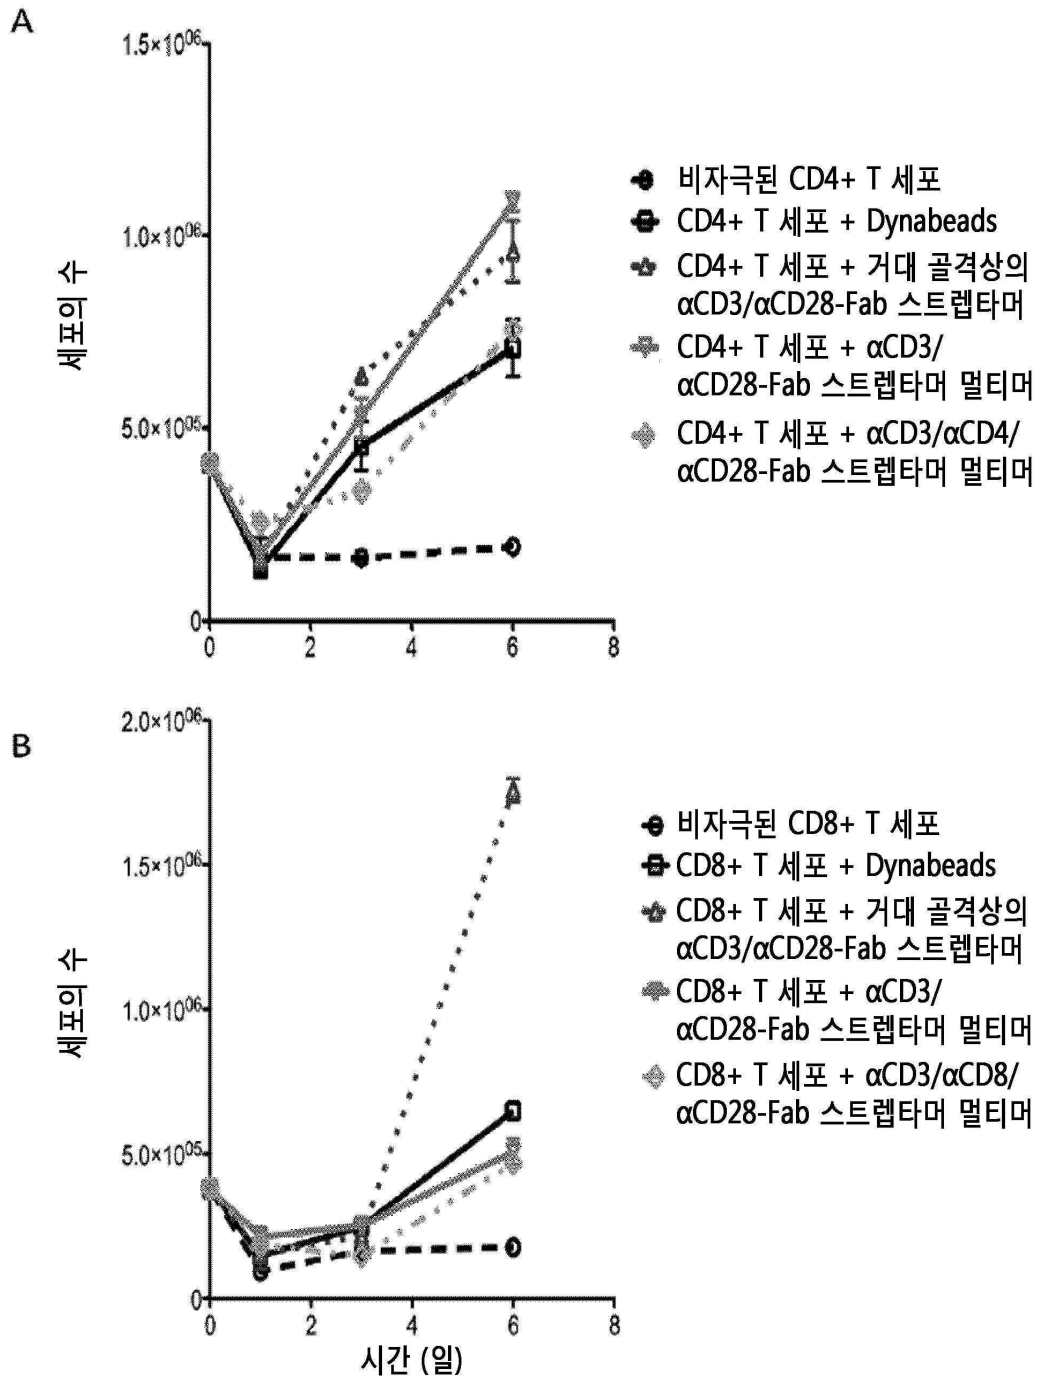 A
1.5×10⁰⁶
1.0×10⁰⁶
5.0×10⁰⁵
0
0 2 4 6 8
세포의 수
비자극된 CD4+ T 세포
CD4+ T 세포 + Dynabeads
CD4+ T 세포 + 거대 골격상의
αCD3/αCD28-Fab 스트렙타머
CD4+ T 세포 + αCD3/
αCD28-Fab 스트렙타머 멀티머
CD4+ T 세포 + αCD3/αCD4/
αCD28-Fab 스트렙타머 멀티머
B
2.0×10⁰⁶
1.5×10⁰⁶
1.0×10⁰⁶
5.0×10⁰⁵
0
0 2 4 6 8
세포의 수
시간 (일)
비자극된 CD8+ T 세포
CD8+ T 세포 + Dynabeads
CD8+ T 세포 + 거대 골격상의
αCD3/αCD28-Fab 스트렙타머
CD8+ T 세포 + αCD3/
αCD28-Fab 스트렙타머 멀티머
CD8+ T 세포 + αCD3/αCD8/
αCD28-Fab 스트렙타머 멀티머